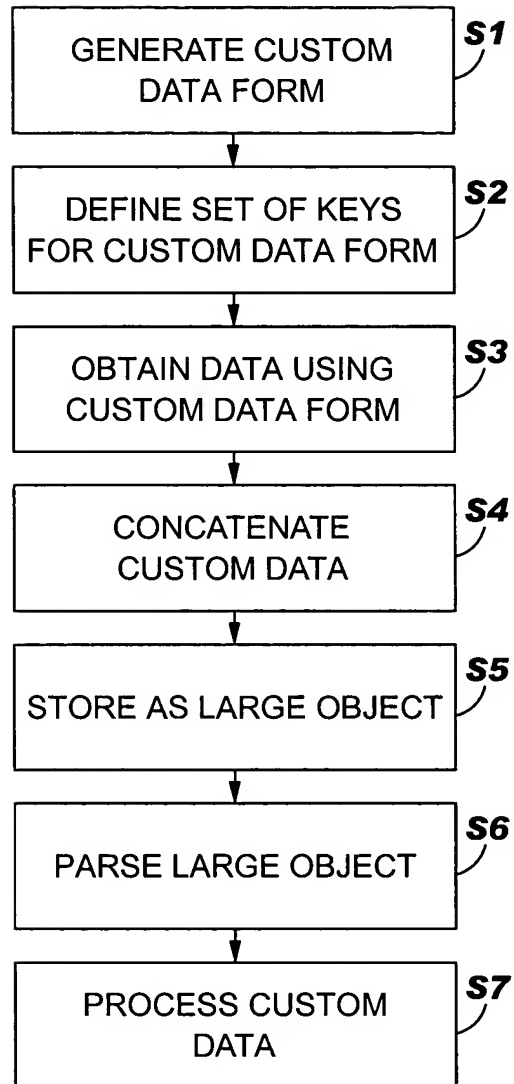 S1
GENERATE CUSTOM
DATA FORM
S2
DEFINE SET OF KEYS
FOR CUSTOM DATA FORM
S3
OBTAIN DATA USING
CUSTOM DATA FORM
S4
CONCATENATE
CUSTOM DATA
S5
STORE AS LARGE OBJECT
S6
PARSE LARGE OBJECT
S7
PROCESS CUSTOM
DATA